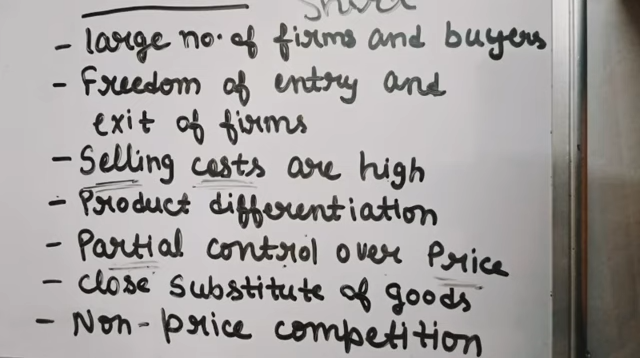 - large no. of firms and buyers
- Freedom of entry and
exit of firms
- Selling costs are high
- Product differentiation
- Partial control over Price
- close substitute of goods
- Non-price competition